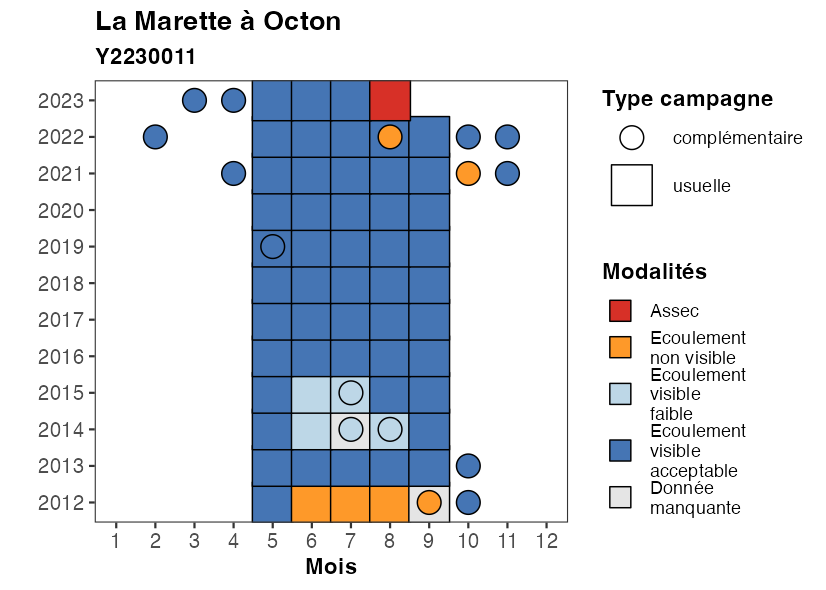 La Marette à Octon
Y2230011
2023
2022
2021
2020
2019
2018
2017
2016
2015
2014
2013
2012
1 2 3 4 5 6 7 8 9 10 11 12
Mois
Type campagne
complémentaire
usuelle
Modalités
Assec
Ecoulement
non visible
Ecoulement
visible
faible
Ecoulement
visible
acceptable
Donnée
manquante